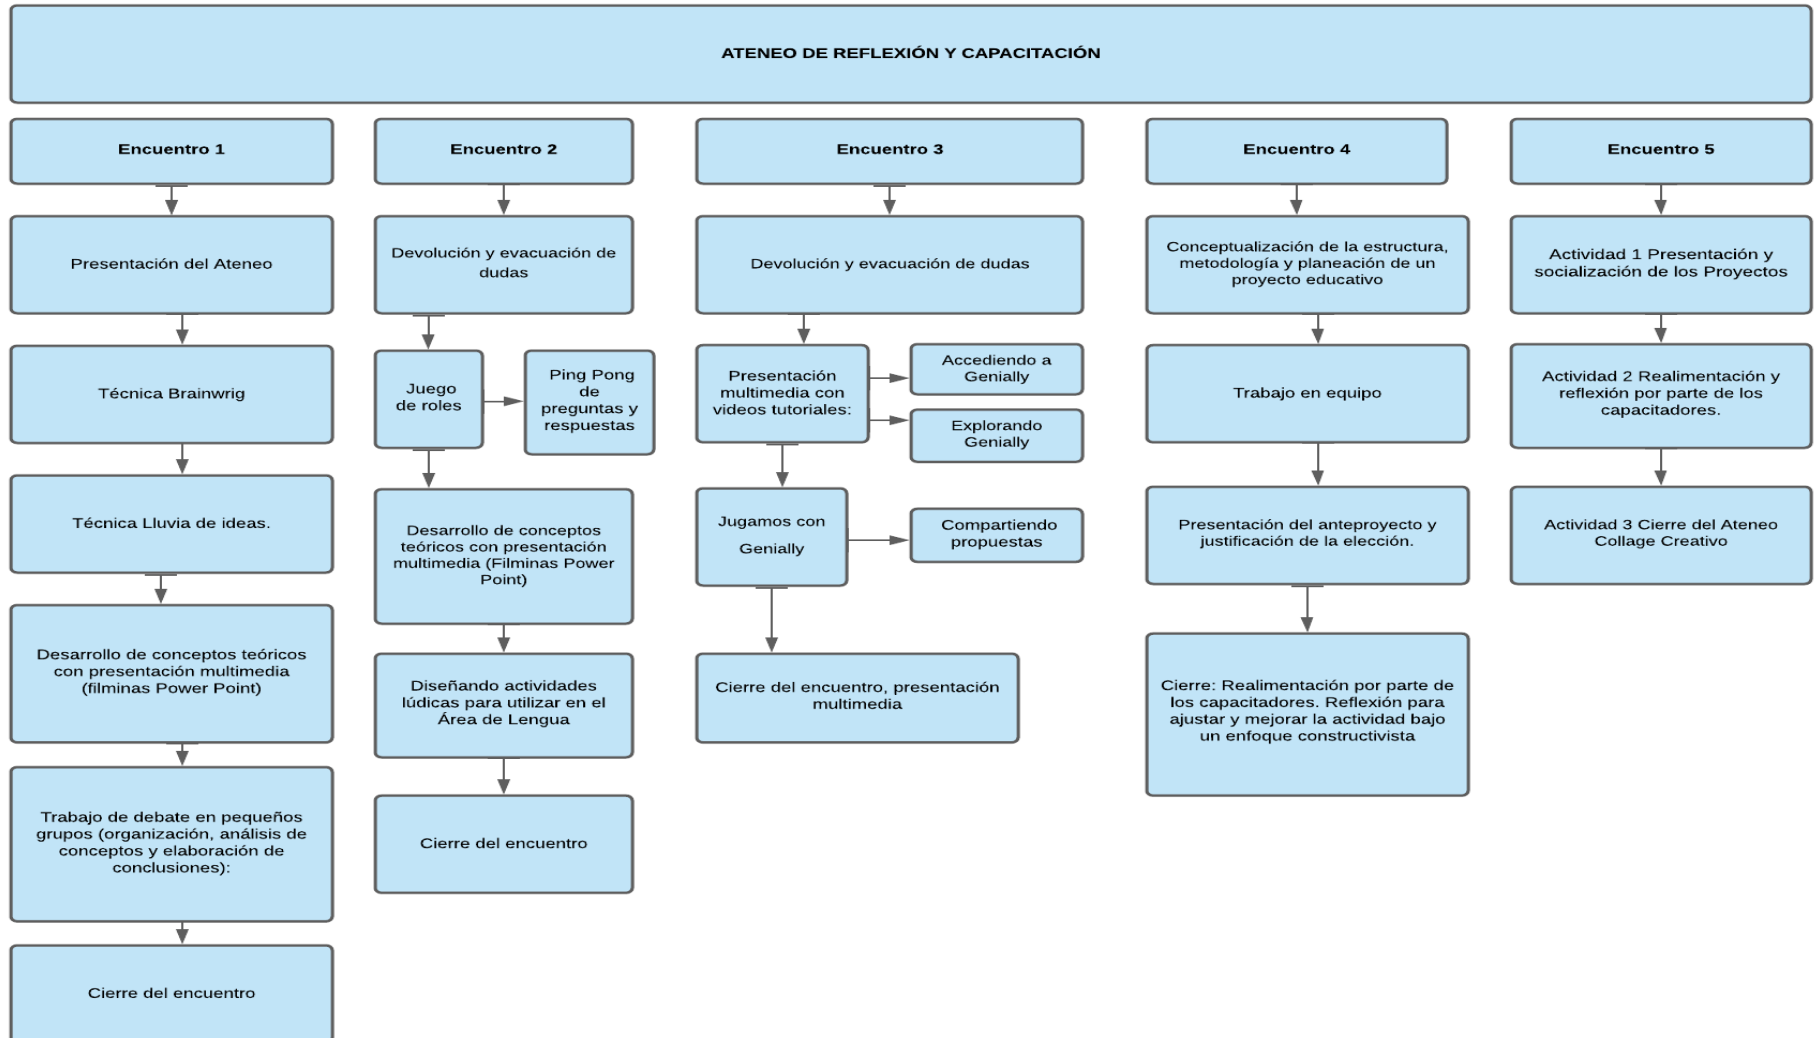 ATENEO DE REFLEXIÓN Y CAPACITACIÓN
Encuentro 1
Presentación del Ateneo
Técnica Brainwrig
Técnica Lluvia de ideas.
Desarrollo de conceptos teóricos
con presentación multimedia
(filminas Power Point)
Trabajo de debate en pequeños
grupos (organización, análisis de
conceptos y elaboración de
conclusiones):
Cierre del encuentro
Encuentro 2
Devolución y evacuación de
dudas
Juego
de roles
Ping Pong
de
preguntas y
respuestas
Desarrollo de conceptos
teóricos con presentación
multimedia (Filminas Power
Point)
Diseñando actividades
lúdicas para utilizar en el
Área de Lengua
Cierre del encuentro
Encuentro 3
Devolución y evacuación de dudas
Presentación
multimedia con
videos tutoriales:
Accediendo a
Genially
Explorando
Genially
Jugamos con
Genially
Compartiendo
propuestas
Cierre del encuentro, presentación
multimedia
Encuentro 4
Conceptualización de la estructura,
metodología y planeación de un
proyecto educativo
Trabajo en equipo
Presentación del anteproyecto y
justificación de la elección.
Cierre: Realimentación por parte de
los capacitadores. Reflexión para
ajustar y mejorar la actividad bajo
un enfoque constructivista
Encuentro 5
Actividad 1 Presentación y
socialización de los Proyectos
Actividad 2 Realimentación y
reflexión por parte de los
capacitadores.
Actividad 3 Cierre del Ateneo
Collage Creativo